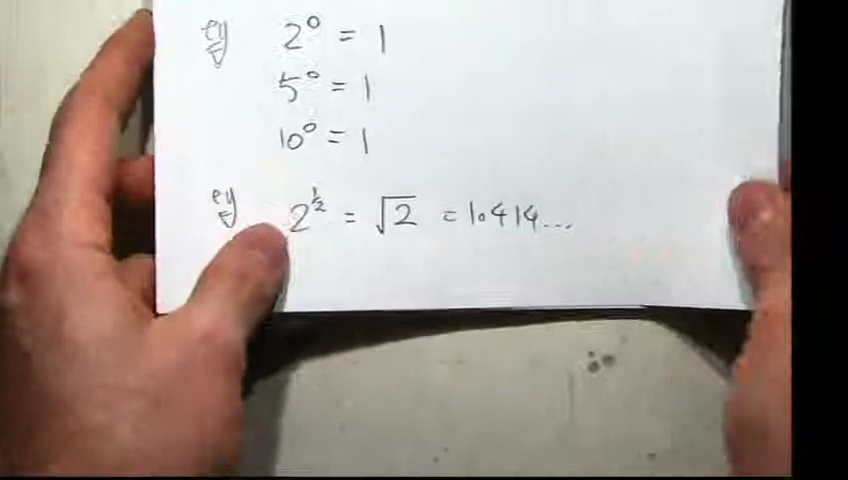 eg 2⁰ = 1
5⁰ = 1
10⁰ = 1
eg 2^½ = √2 = 1.414...